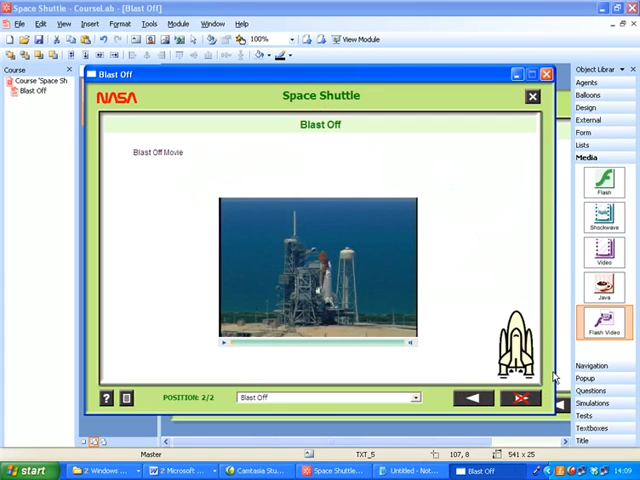 Space Shuttle - CourseLab - [Blast Off]
File Edit View Insert Format Tools Module Window Help
100% View Module
Course
Course 'Space Sh
Blast Off
Blast Off
NASA Space Shuttle
Blast Off
Blast Off Movie
POSITION: 2/2 Blast Off
Object Librar
Agents
Balloons
Design
External
Form
Lists
Media
Flash
Shockwave
Video
Java
Flash Video
Navigation
Popup
Questions
Simulations
Tests
Textboxes
Title
Master TXT_5 107, 8 541 x 25
start 2 Windows ... 2 Microsoft ... Camtasia Stu... Space Shuttle... Untitled - Not... Blast Off 14:09